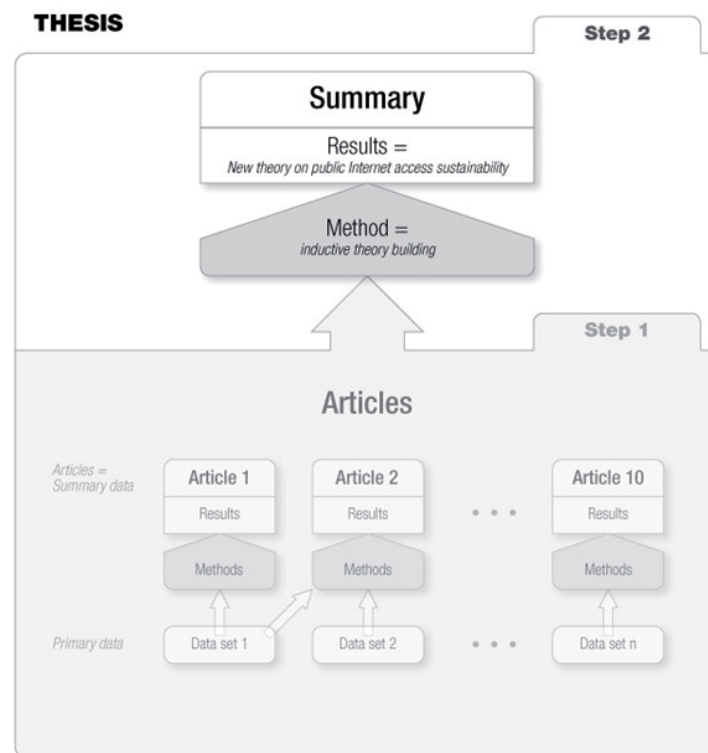 THESIS
Step 2
Summary
Results =
New theory on public Internet access sustainability
Method =
inductive theory building
Step 1
Articles
Articles =
Summary data
Article 1
Article 2
Article 10
Results
Results
• • •
Results
Methods
Methods
Methods
Primary data
Data set 1
Data set 2
• • •
Data set n